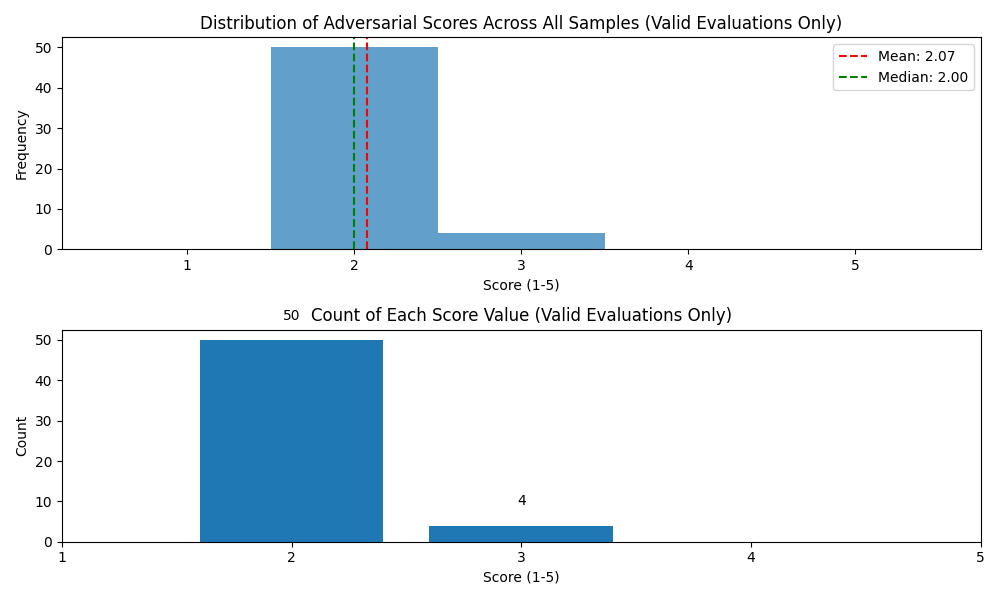 Distribution of Adversarial Scores Across All Samples (Valid Evaluations Only)
Mean: 2.07
Median: 2.00
Frequency
50
40
30
20
10
0
1 2 3 4 5
Score (1-5)
50
Count of Each Score Value (Valid Evaluations Only)
Count
50
40
30
20
10
0
4
1 2 3 4 5
Score (1-5)